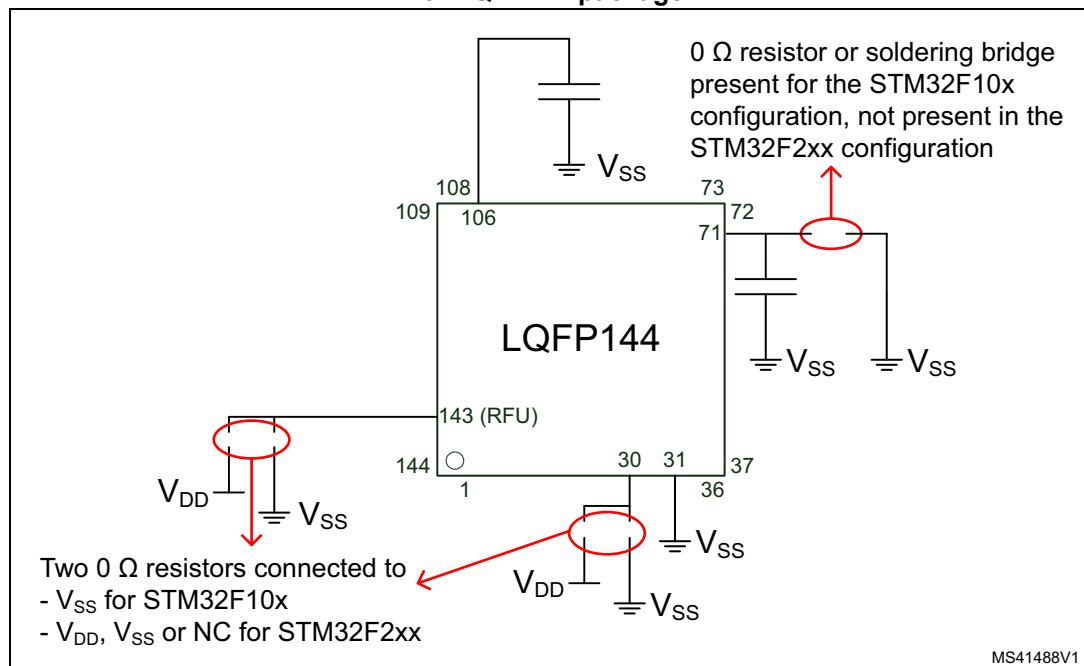 package
0 Ω resistor or soldering bridge
present for the STM32F10x
configuration, not present in the
STM32F2xx configuration
VSS
108
73
109
106
72
71
LQFP144
VSS
VSS
143 (RFU)
144
30
31
37
1
36
VDD
VSS
VSS
VDD
VSS
Two 0 Ω resistors connected to
- VSS for STM32F10x
- VDD, VSS or NC for STM32F2xx
MS41488V1